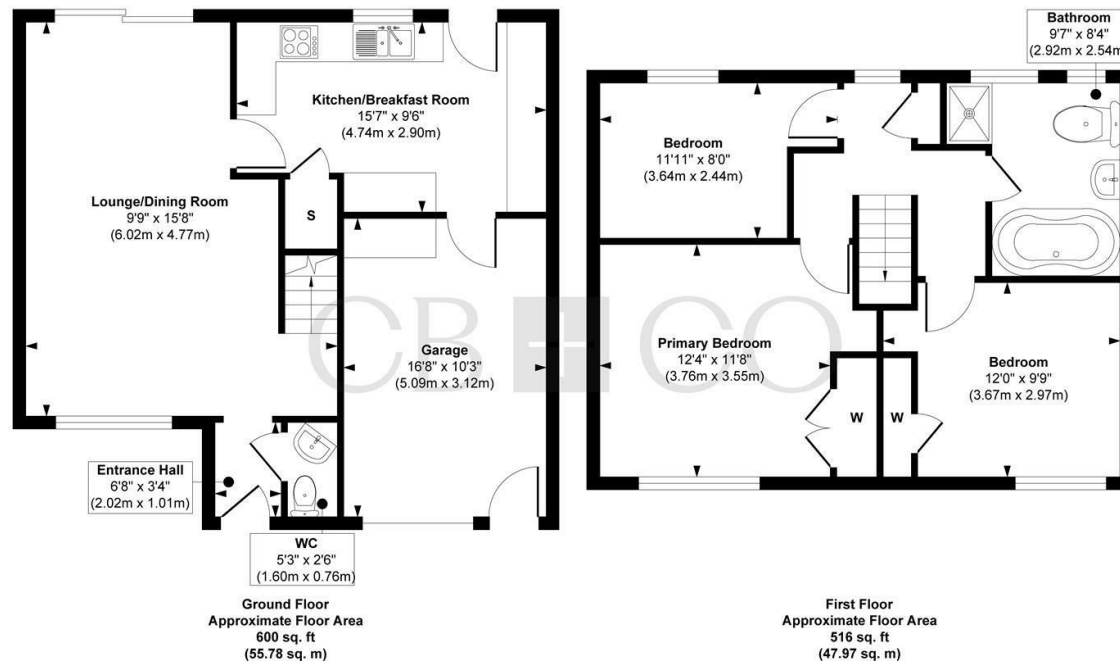 Kitchen/Breakfast Room
15'7" x 9'6"
(4.74m x 2.90m)
Lounge/Dining Room
9'9" x 15'8"
(6.02m x 4.77m)
S
Garage
16'8" x 10'3"
(5.09m x 3.12m)
Entrance Hall
6'8" x 3'4"
(2.02m x 1.01m)
WC
5'3" x 2'6"
(1.60m x 0.76m)
Ground Floor
Approximate Floor Area
600 sq. ft
(55.78 sq. m)
Bathroom
9'7" x 8'4"
(2.92m x 2.54m
Bedroom
11'11" x 8'0"
(3.64m x 2.44m)
Primary Bedroom
12'4" x 11'8"
(3.76m x 3.55m)
W
W
Bedroom
12'0" x 9'9"
(3.67m x 2.97m)
First Floor
Approximate Floor Area
516 sq. ft
(47.97 sq. m)
CB+CO